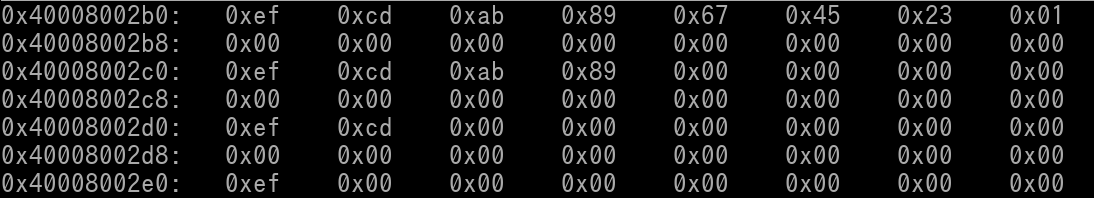 0x40008002b0: 0xef 0xcd 0xab 0x89 0x67 0x45 0x23 0x01
0x40008002b8: 0x00 0x00 0x00 0x00 0x00 0x00 0x00 0x00
0x40008002c0: 0xef 0xcd 0xab 0x89 0x00 0x00 0x00 0x00
0x40008002c8: 0x00 0x00 0x00 0x00 0x00 0x00 0x00 0x00
0x40008002d0: 0xef 0xcd 0x00 0x00 0x00 0x00 0x00 0x00
0x40008002d8: 0x00 0x00 0x00 0x00 0x00 0x00 0x00 0x00
0x40008002e0: 0xef 0x00 0x00 0x00 0x00 0x00 0x00 0x00